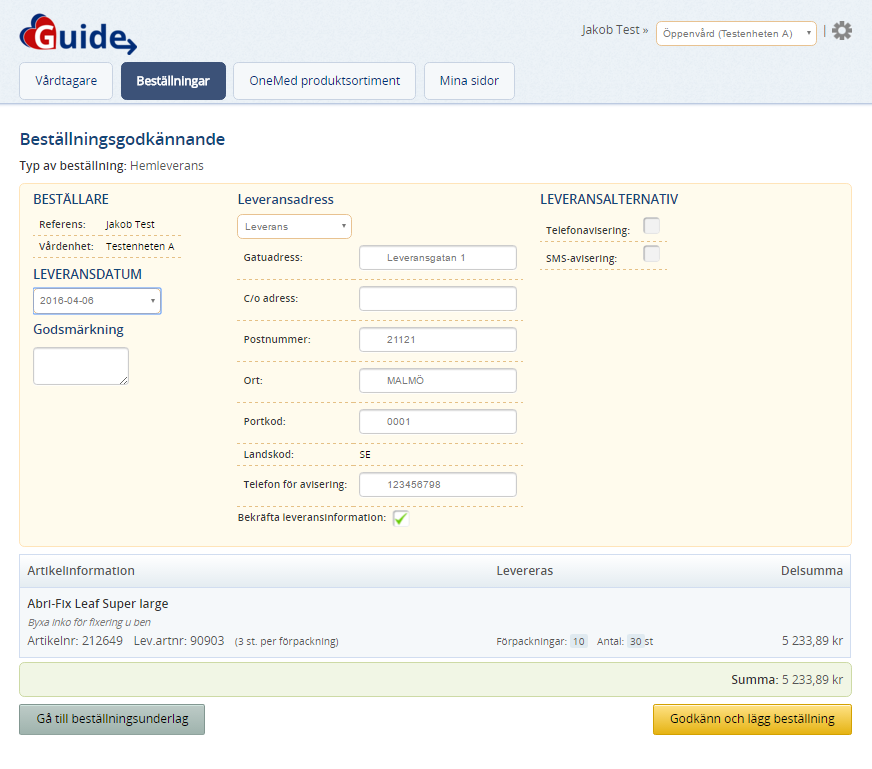 Guide
Jakob Test » Öppenvård (Testenheten A) |
Vårdtagare Beställningar OneMed produktsortiment Mina sidor
Beställningsgodkännande
Typ av beställning: Hemleverans
BESTÄLLARE
Referens: Jakob Test
Vårdenhet: Testenheten A
LEVERANSDATUM
2016-04-06
Godsmärkning
Leveransadress
Leverans
Gatuadress: Leveransgatan 1
C/o adress:
Postnummer: 21121
Ort: MALMÖ
Portkod: 0001
Landskod: SE
Telefon för avisering: 123456798
Bekräfta leveransinformation:
LEVERANSALTERNATIV
Telefonavisering:
SMS-avisering:
Artikelinformation Levereras Delsumma
Abri-Fix Leaf Super large
Byxa inko för fixering u ben
Artikelnr: 212649 Lev.artnr: 90903 (3 st. per förpackning) Förpackningar: 10 Antal: 30 st 5 233,89 kr
Summa: 5 233,89 kr
Gå till beställningsunderlag Godkänn och lägg beställning